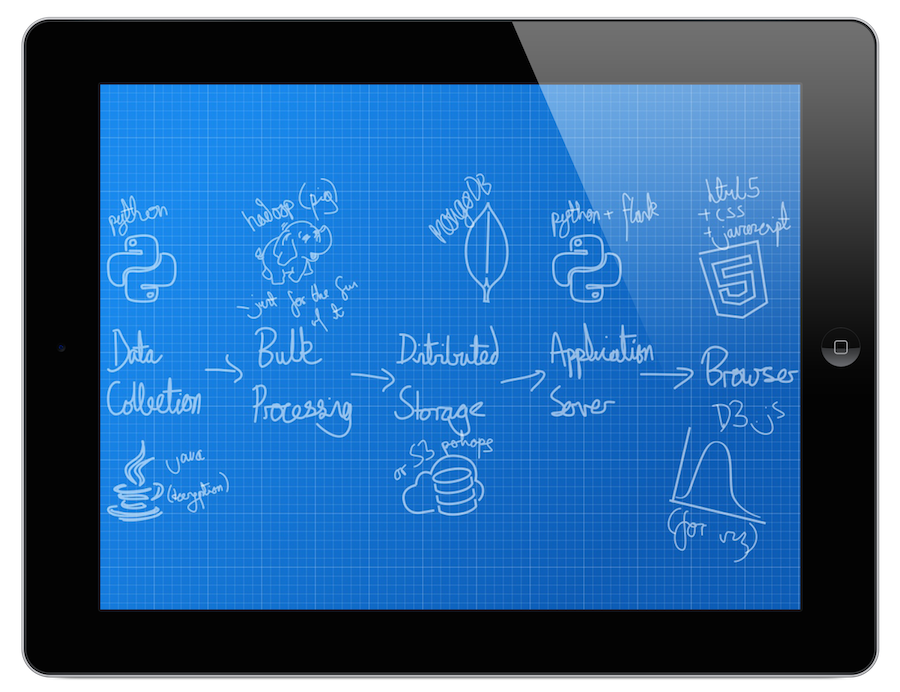 python
hadoop (pig)
- just for the fun
of it
mongoDB
python + flask
html5
+ css
+ javascript
5
Data
Collection
Bulk
Processing
Distributed
Storage
Application
Server
Browser
java
(decryption)
or S3 perhaps
D3.js
(for viz)